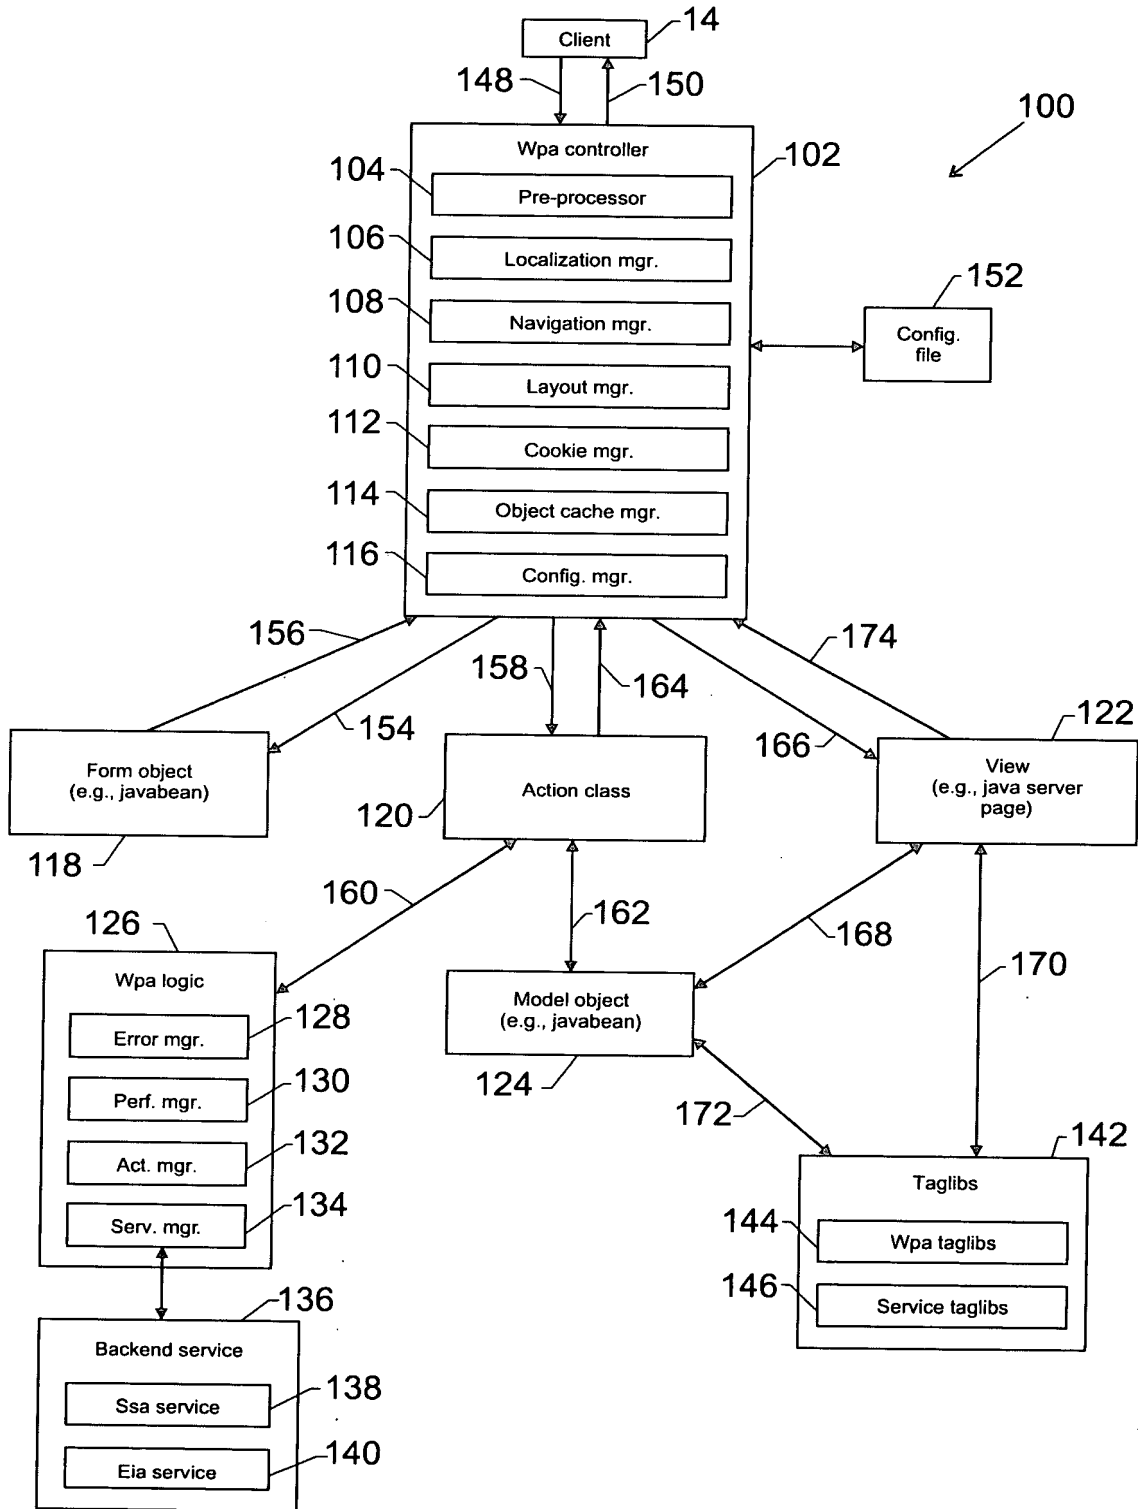 Client
14
148
150
100
Wpa controller
102
104
Pre-processor
106
Localization mgr.
152
108
Navigation mgr.
Config.
file
110
Layout mgr.
112
Cookie mgr.
114
Object cache mgr.
116
Config. mgr.
156
174
158
164
154
166
122
Form object
(e.g., javabean)
Action class
View
(e.g., java server
page)
120
118
160
162
168
126
170
Wpa logic
Model object
(e.g., javabean)
128
Error mgr.
124
130
Perf. mgr.
172
132
Act. mgr.
142
Taglibs
134
Serv. mgr.
144
Wpa taglibs
146
Service taglibs
136
Backend service
138
Ssa service
140
Eia service